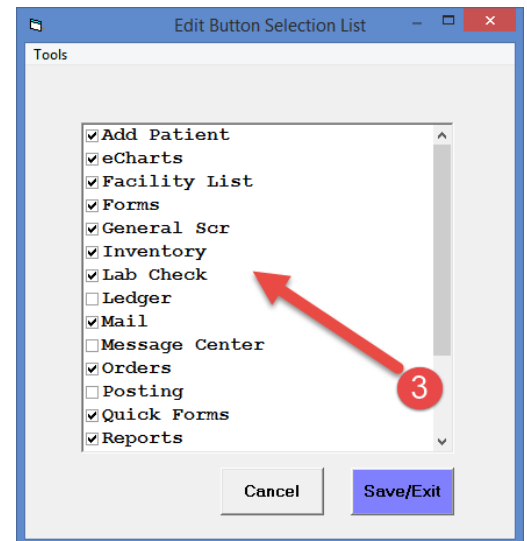 Edit Button Selection List
Tools
Add Patient
eCharts
Facility List
Forms
General Scr
Inventory
Lab Check
Ledger
Mail
Message Center
Orders
Posting
3
Quick Forms
Reports
Cancel Save/Exit